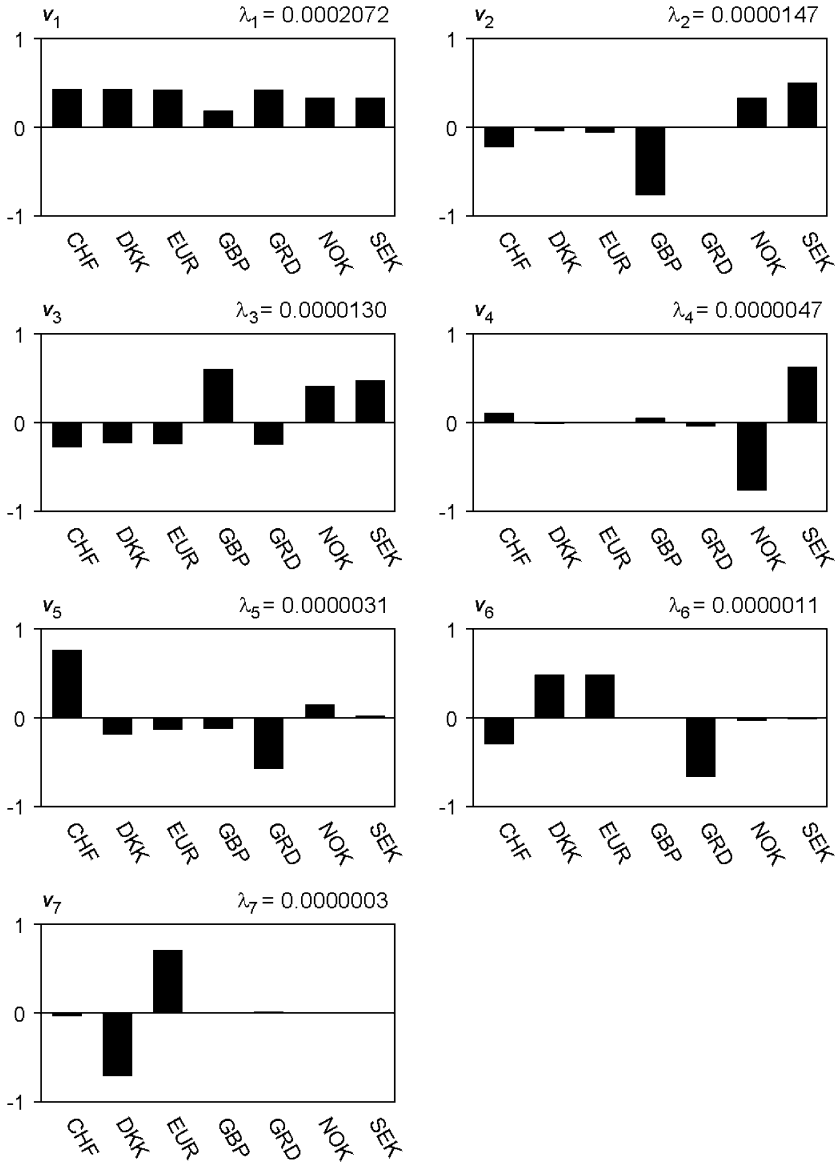 v1 λ1 = 0.0002072
1
0
-1
CHF DKK EUR GBP GRD NOK SEK
v2 λ2 = 0.0000147
1
0
-1
CHF DKK EUR GBP GRD NOK SEK
v3 λ3 = 0.0000130
1
0
-1
CHF DKK EUR GBP GRD NOK SEK
v4 λ4 = 0.0000047
1
0
-1
CHF DKK EUR GBP GRD NOK SEK
v5 λ5 = 0.0000031
1
0
-1
CHF DKK EUR GBP GRD NOK SEK
v6 λ6 = 0.0000011
1
0
-1
CHF DKK EUR GBP GRD NOK SEK
v7 λ7 = 0.0000003
1
0
-1
CHF DKK EUR GBP GRD NOK SEK